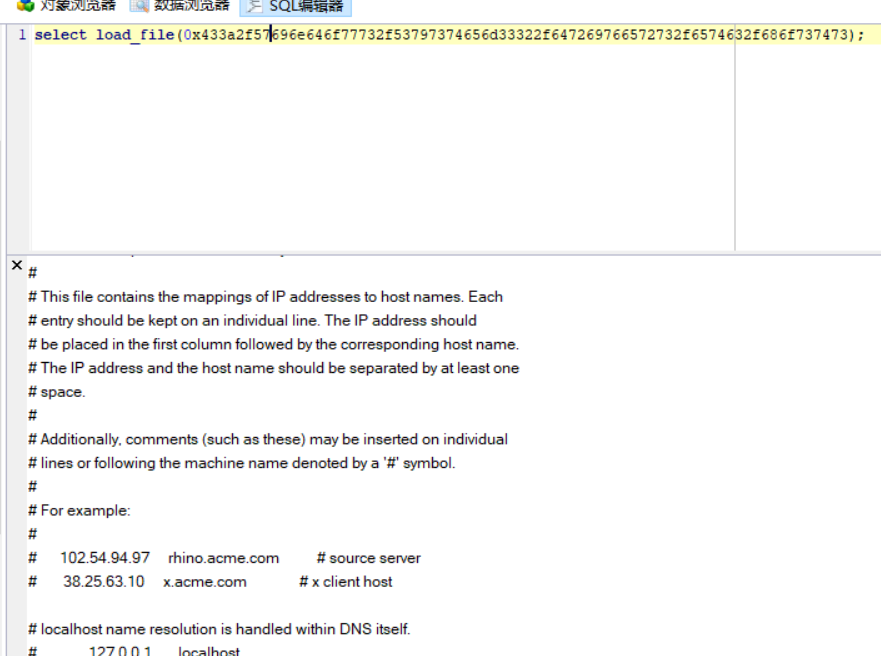 对象浏览器 数据浏览器 SQL编辑器
1 select load_file(0x433a2f57696e646f77732f53797374656d33322f647269766572732f6574632f686f737473);
#
# This file contains the mappings of IP addresses to host names. Each
# entry should be kept on an individual line. The IP address should
# be placed in the first column followed by the corresponding host name.
# The IP address and the host name should be separated by at least one
# space.
#
# Additionally, comments (such as these) may be inserted on individual
# lines or following the machine name denoted by a '#' symbol.
#
# For example:
#
# 102.54.94.97 rhino.acme.com # source server
# 38.25.63.10 x.acme.com # x client host
# localhost name resolution is handled within DNS itself.
# 127.0.0.1 localhost